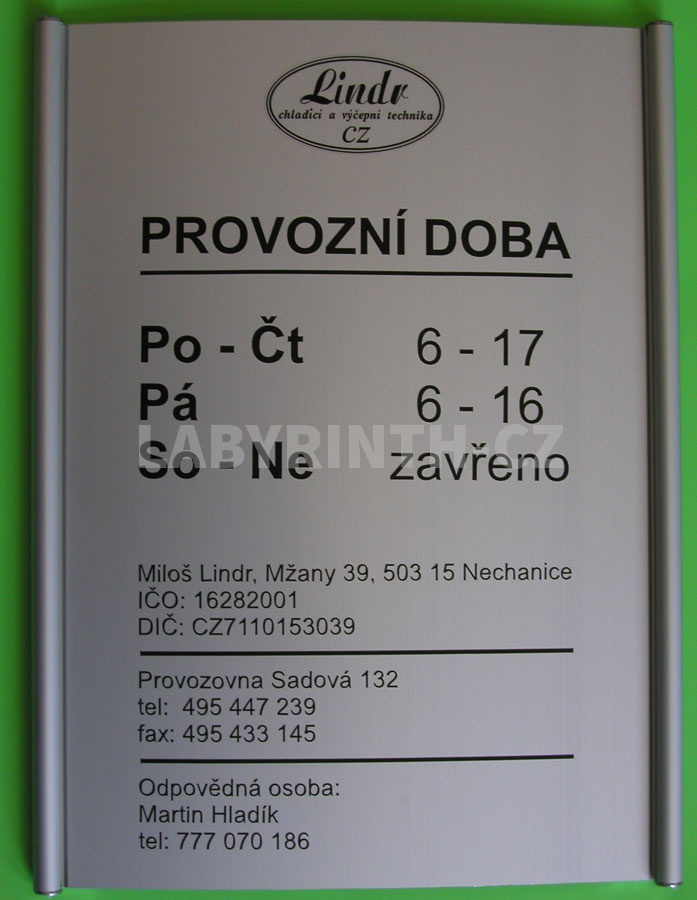 Lindr
chladicí a výčepní technika
CZ
PROVOZNÍ DOBA
Po - Čt 6 - 17
Pá 6 - 16
LABYRINTH.CZ
So - Ne zavřeno
Miloš Lindr, Mžany 39, 503 15 Nechanice
IČO: 16282001
DIČ: CZ7110153039
Provozovna Sadová 132
tel: 495 447 239
fax: 495 433 145
Odpovědná osoba:
Martin Hladík
tel: 777 070 186